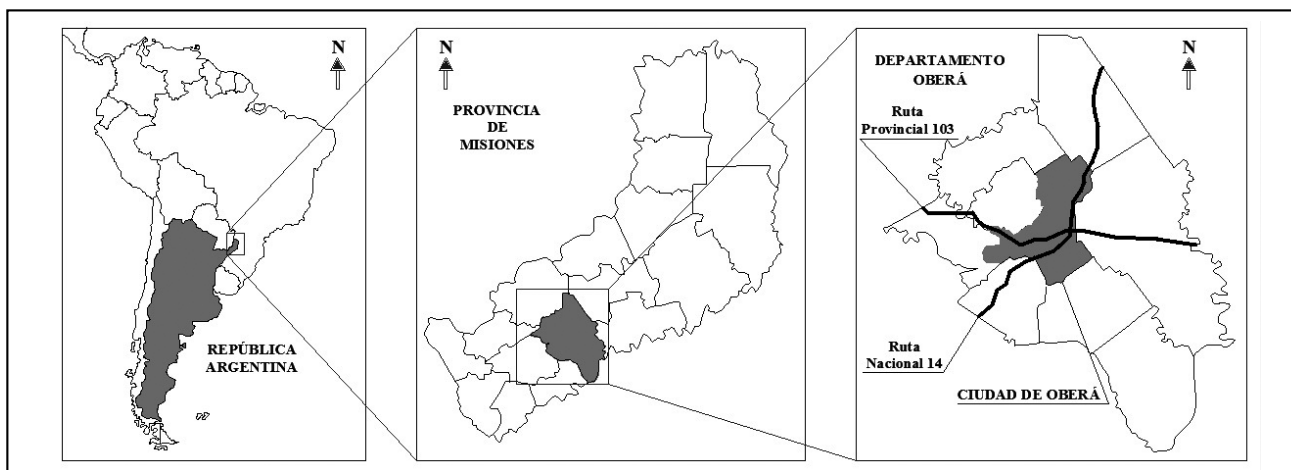 N
REPÚBLICA
ARGENTINA
N
PROVINCIA
DE
MISIONES
N
DEPARTAMENTO
OBERÁ
Ruta
Provincial 103
Ruta
Nacional 14
CIUDAD DE OBERÁ